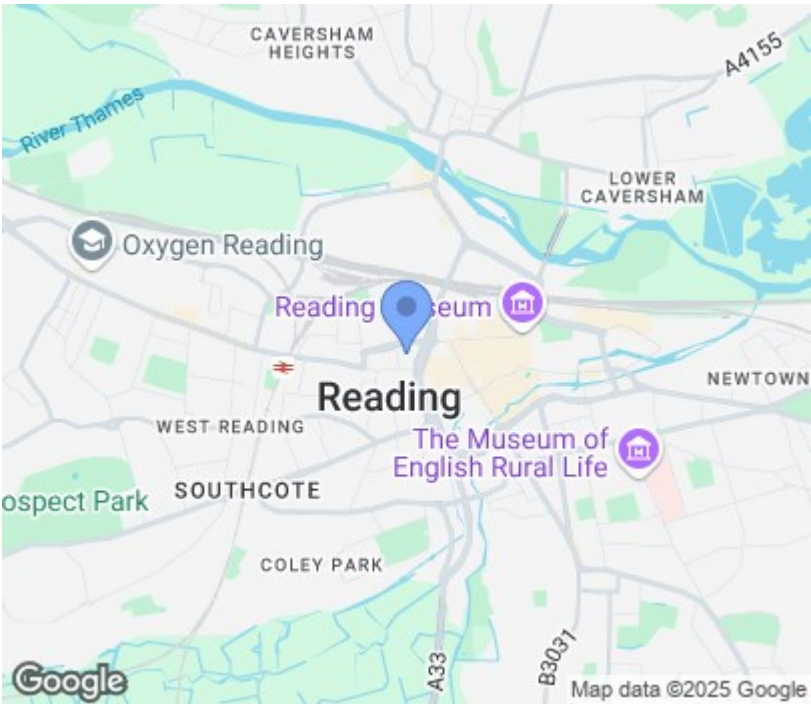 CAVERSHAM
HEIGHTS
A4155
River Thames
LOWER
CAVERSHAM
Oxygen Reading
Reading seum
Reading
NEWTOWN
WEST READING
The Museum of
English Rural Life
SOUTHCOTE
ospect Park
COLEY PARK
A33
B3031
Google
Map data ©2025 Google